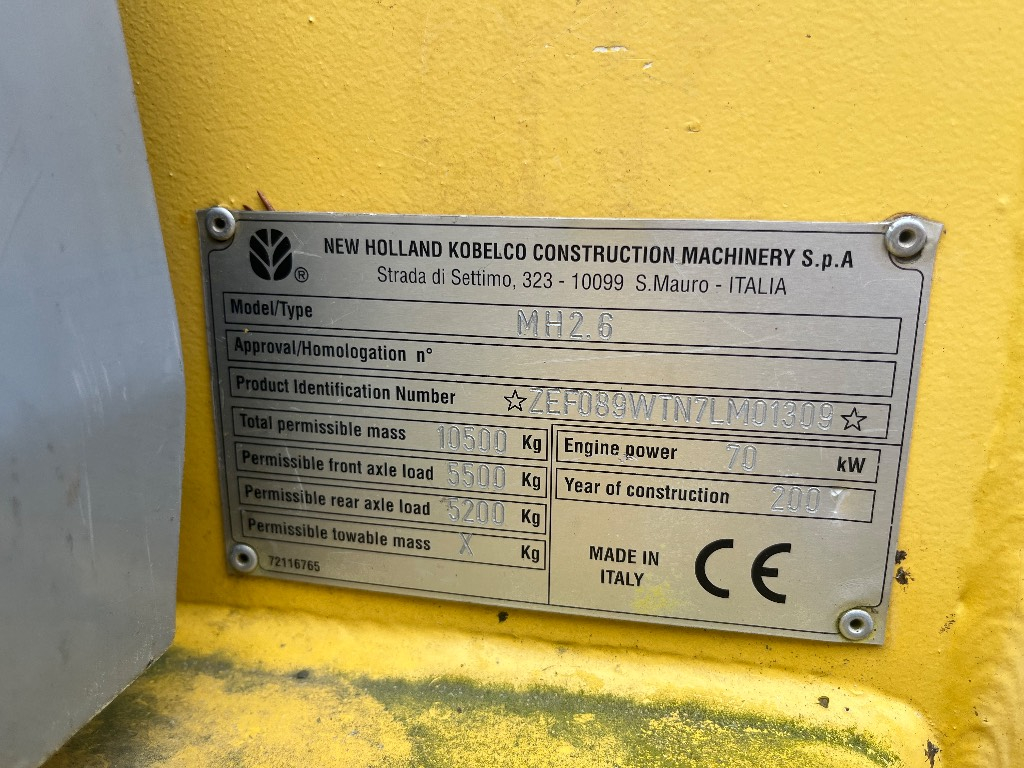 NEW HOLLAND KOBELCO CONSTRUCTION MACHINERY S.p.A
Strada di Settimo, 323 - 10099 S.Mauro - ITALIA
®
Model/Type MH2.6
Approval/Homologation n°
Product Identification Number ☆ZEF089WTN7LM01309☆
Total permissible mass 10500 Kg
Engine power 70 kW
Permissible front axle load 5500 Kg
Year of construction
Permissible rear axle load 5200 Kg
Permissible towable mass X Kg
MADE IN
ITALY
CE
72116765